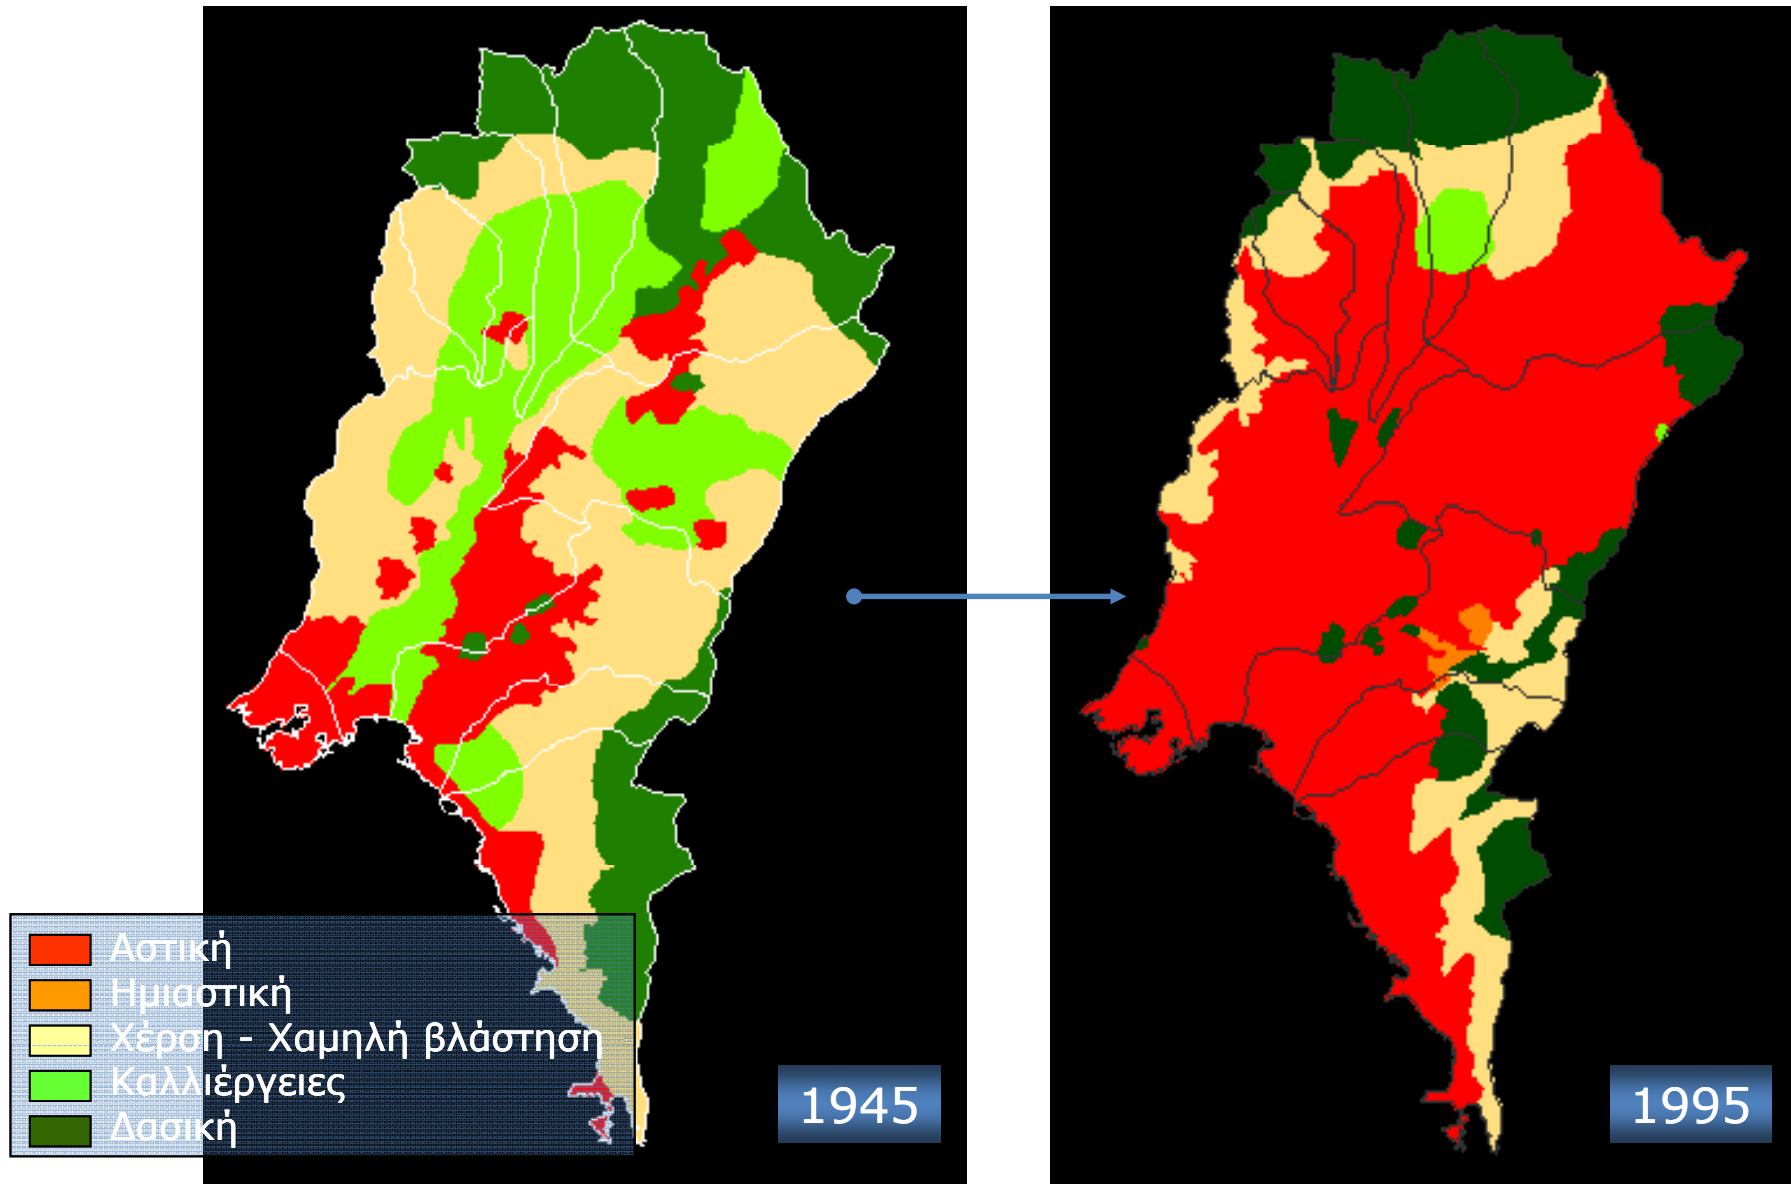 Αστική
Ημιαστική
Χέρση - Χαμηλή βλάστηση
Καλλιέργειες
Δασική
1945
1995